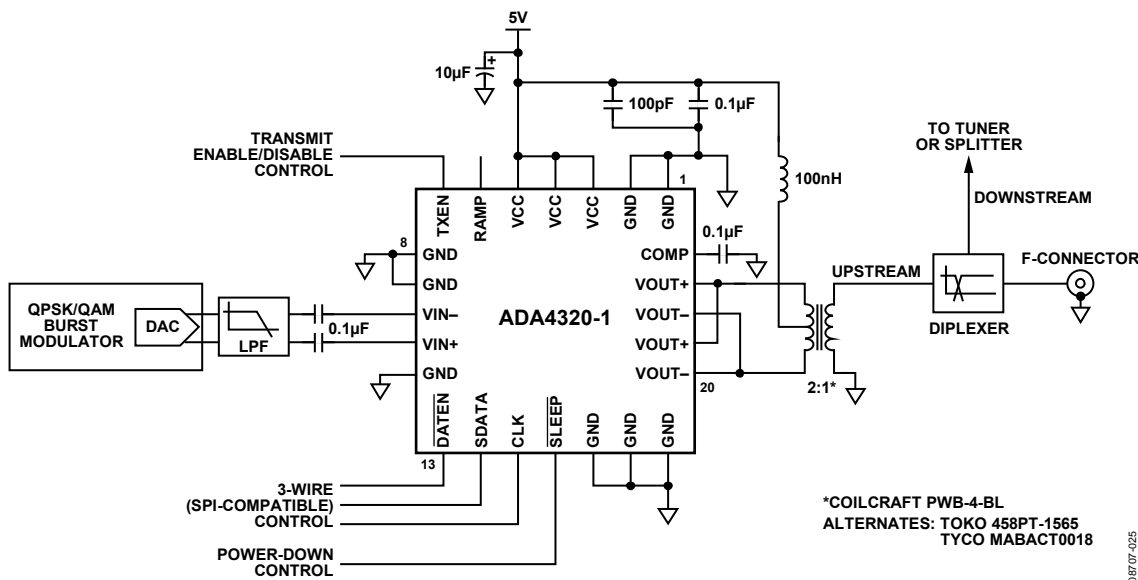 5V
10µF
+
100pF
0.1µF
TRANSMIT
ENABLE/DISABLE
CONTROL
TO TUNER
OR SPLITTER
100nH
DOWNSTREAM
1
TXEN
RAMP
VCC
VCC
VCC
GND
GND
8
GND
GND
VIN–
VIN+
GND
COMP
VOUT+
VOUT–
VOUT+
VOUT–
20
ADA4320-1
0.1µF
UPSTREAM
F-CONNECTOR
DIPLEXER
QPSK/QAM
BURST
MODULATOR
DAC
LPF
0.1µF
2:1*
DATEN
SDATA
CLK
SLEEP
GND
GND
GND
13
3-WIRE
(SPI-COMPATIBLE)
CONTROL
POWER-DOWN
CONTROL
*COILCRAFT PWB-4-BL
ALTERNATES: TOKO 458PT-1565
TYCO MABACT0018
08707-025